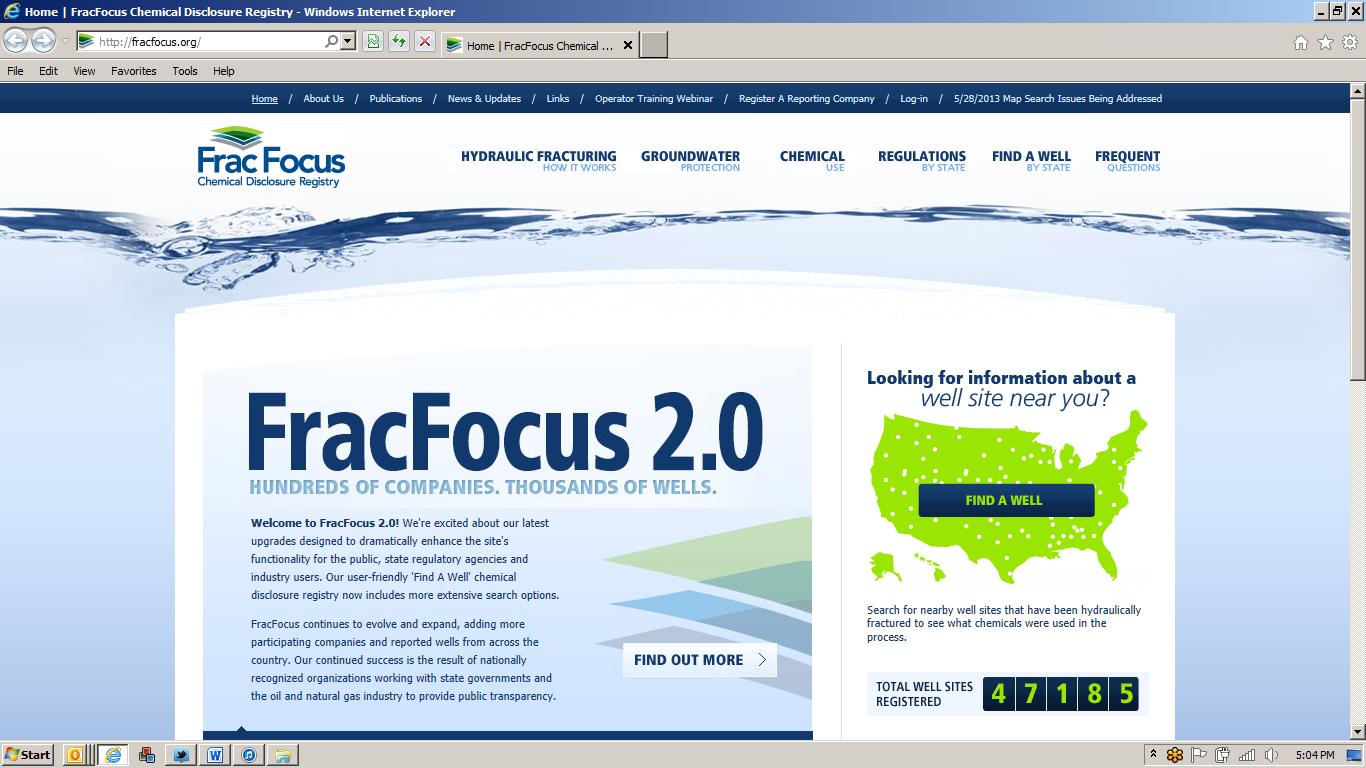 Home | FracFocus Chemical Disclosure Registry - Windows Internet Explorer
http://fracfocus.org/
Home | FracFocus Chemical ...
File Edit View Favorites Tools Help
Home / About Us / Publications / News & Updates / Links / Operator Training Webinar / Register A Reporting Company / Log-in / 5/28/2013 Map Search Issues Being Addressed
Frac Focus
Chemical Disclosure Registry
HYDRAULIC FRACTURING
HOW IT WORKS
GROUNDWATER
PROTECTION
CHEMICAL
USE
REGULATIONS
BY STATE
FIND A WELL
BY STATE
FREQUENT
QUESTIONS
FracFocus 2.0
HUNDREDS OF COMPANIES. THOUSANDS OF WELLS.
Welcome to FracFocus 2.0! We're excited about our latest
upgrades designed to dramatically enhance the site's
functionality for the public, state regulatory agencies and
industry users. Our user-friendly 'Find A Well' chemical
disclosure registry now includes more extensive search options.
FracFocus continues to evolve and expand, adding more
participating companies and reported wells from across the
country. Our continued success is the result of nationally
recognized organizations working with state governments and
the oil and natural gas industry to provide public transparency.
FIND OUT MORE
Looking for information about a
well site near you?
FIND A WELL
Search for nearby well sites that have been hydraulically
fractured to see what chemicals were used in the
process.
TOTAL WELL SITES
REGISTERED
4 7 1 8 5
Start
5:04 PM